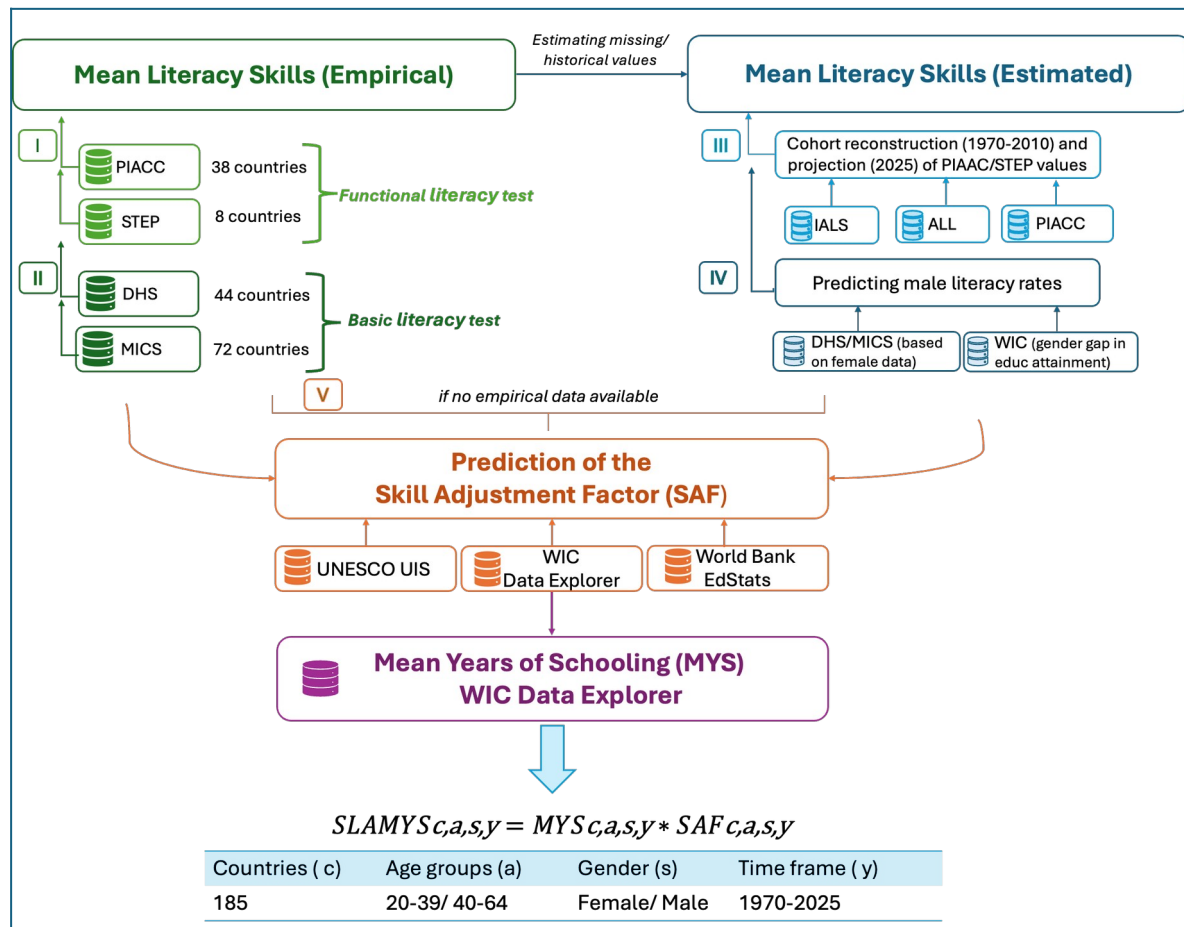 Estimating missing/
historical values
Mean Literacy Skills (Empirical)
Mean Literacy Skills (Estimated)
I
PIACC
38 countries
STEP
8 countries
Functional literacy test
II
DHS
44 countries
MICS
72 countries
Basic literacy test
III
Cohort reconstruction (1970-2010) and
projection (2025) of PIAAC/STEP values
IALS
ALL
PIACC
IV
Predicting male literacy rates
DHS/MICS (based
on female data)
WIC (gender gap in
educ attainment)
V
if no empirical data available
Prediction of the
Skill Adjustment Factor (SAF)
UNESCO UIS
WIC
Data Explorer
World Bank
EdStats
Mean Years of Schooling (MYS)
WIC Data Explorer
SLAMYS c,a,s,y = MYS c,a,s,y * SAF c,a,s,y
Countries ( c) Age groups (a) Gender (s) Time frame ( y)
185 20-39/ 40-64 Female/ Male 1970-2025